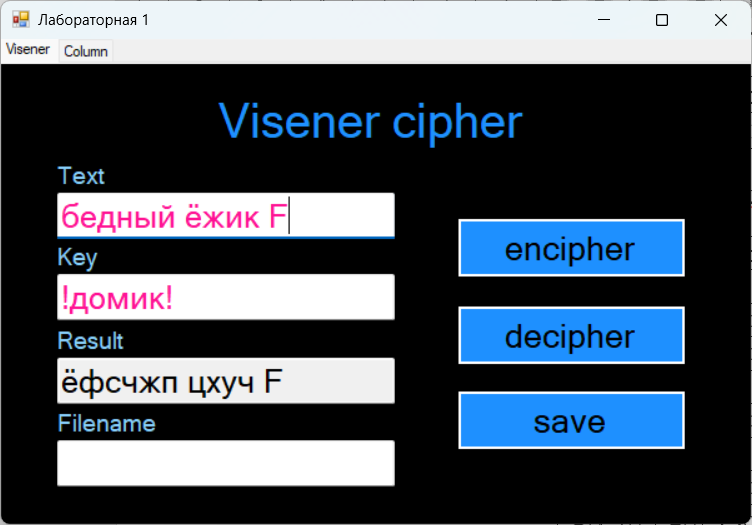 Лабораторная 1
Visener Column
Visener cipher
Text
бедный ёжик F
Key
!домик!
Result
ёфсчжп цхуч F
Filename
encipher
decipher
save